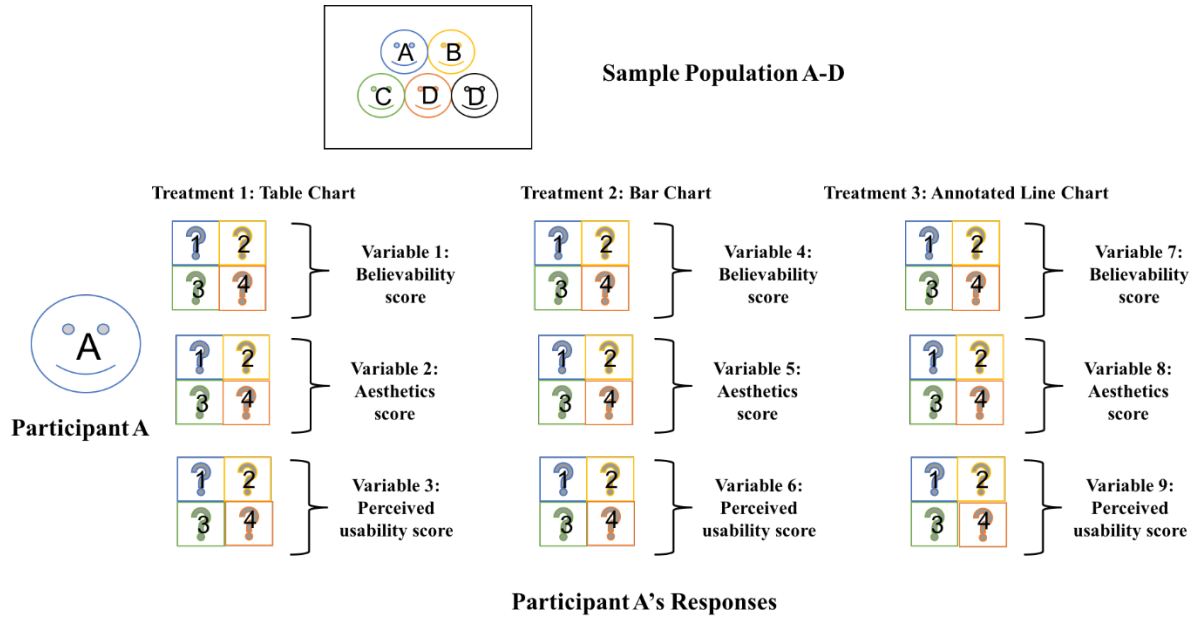 A B
C D D
Sample Population A-D
Treatment 1: Table Chart
Treatment 2: Bar Chart
Treatment 3: Annotated Line Chart
1 2
3 4
Variable 1:
Believability
score
1 2
3 4
Variable 4:
Believability
score
1 2
3 4
Variable 7:
Believability
score
A
Participant A
1 2
3 4
Variable 2:
Aesthetics
score
1 2
3 4
Variable 5:
Aesthetics
score
1 2
3 4
Variable 8:
Aesthetics
score
1 2
3 4
Variable 3:
Perceived
usability score
1 2
3 4
Variable 6:
Perceived
usability score
1 2
3 4
Variable 9:
Perceived
usability score
Participant A’s Responses